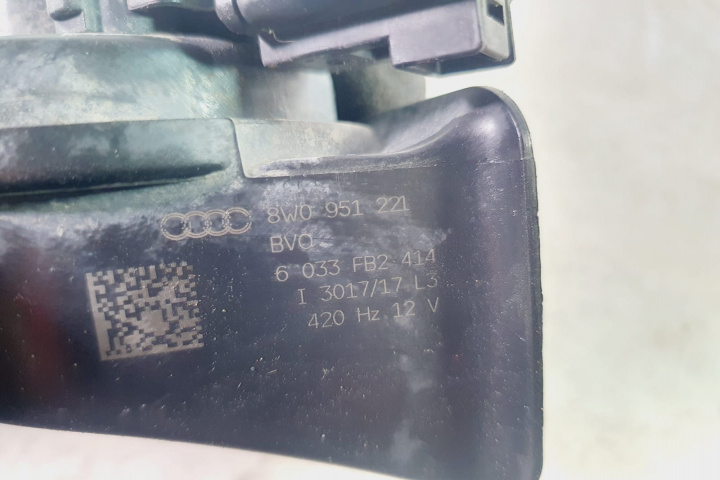 8W0 951 221
BVO
6 033 FB2 414
I 3017/17 L3
420 Hz 12 V